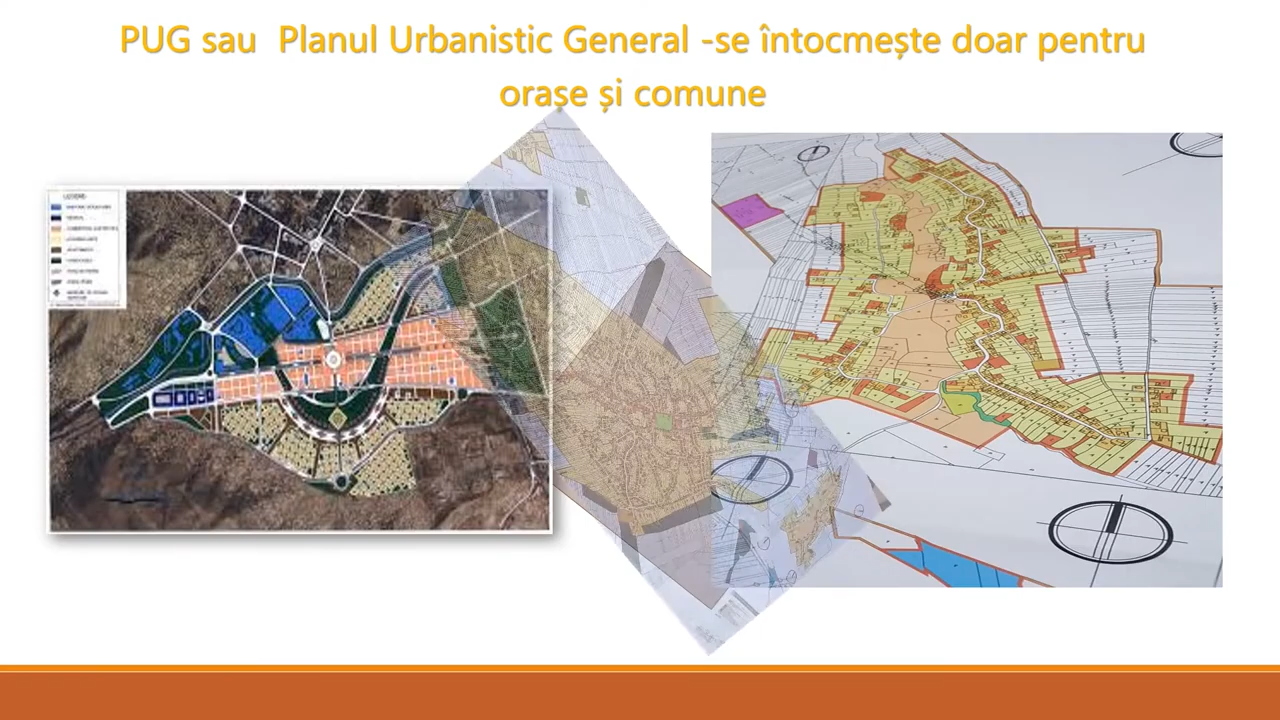 PUG sau Planul Urbanistic General -se întocmește doar pentru
orașe și comune